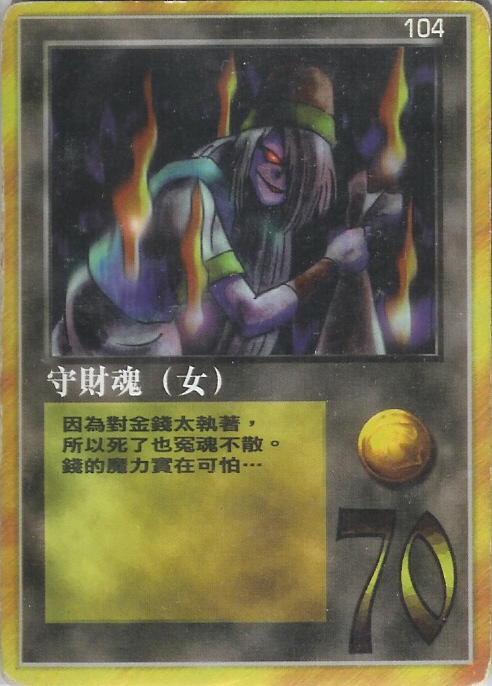 104
守財魂（女）
因為對金錢太執著，
所以死了也冤魂不散。
錢的魔力實在可怕…
70